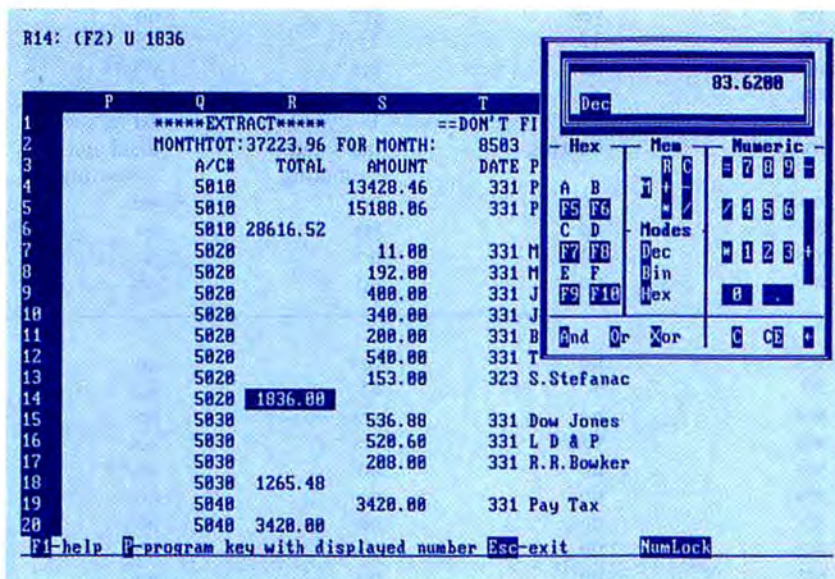 R14: (F2) U 1836
P Q R S T
1 *****EXTRACT***** ==DON'T FI
2 MONTHTOT:37223.96 FOR MONTH: 8503
3 A/C# TOTAL AMOUNT DATE P
4 5010 13428.46 331 P
5 5010 15188.06 331 P
6 5010 28616.52
7 5020 11.00 331 M
8 5020 192.00 331 M
9 5020 400.00 331 J
10 5020 340.00 331 J
11 5020 200.00 331 B
12 5020 540.00 331 T
13 5020 153.00 323 S.Stefanac
14 5020 1836.00
15 5030 536.88 331 Dow Jones
16 5030 520.60 331 L D & P
17 5030 208.00 331 R.R.Bowker
18 5030 1265.48
19 5040 3420.00 331 Pay Tax
20 5040 3420.00
83.6200
Dec
Hex Mem Numeric
R C = 7 8 9 -
A B M + -
F5 F6 * / / 4 5 6
C D Modes
F7 F8 Dec * 1 2 3 +
E F Bin
F9 F10 Hex 0 .
And Or Xor C CE +
F1-help P-program key with displayed number Esc-exit NumLock